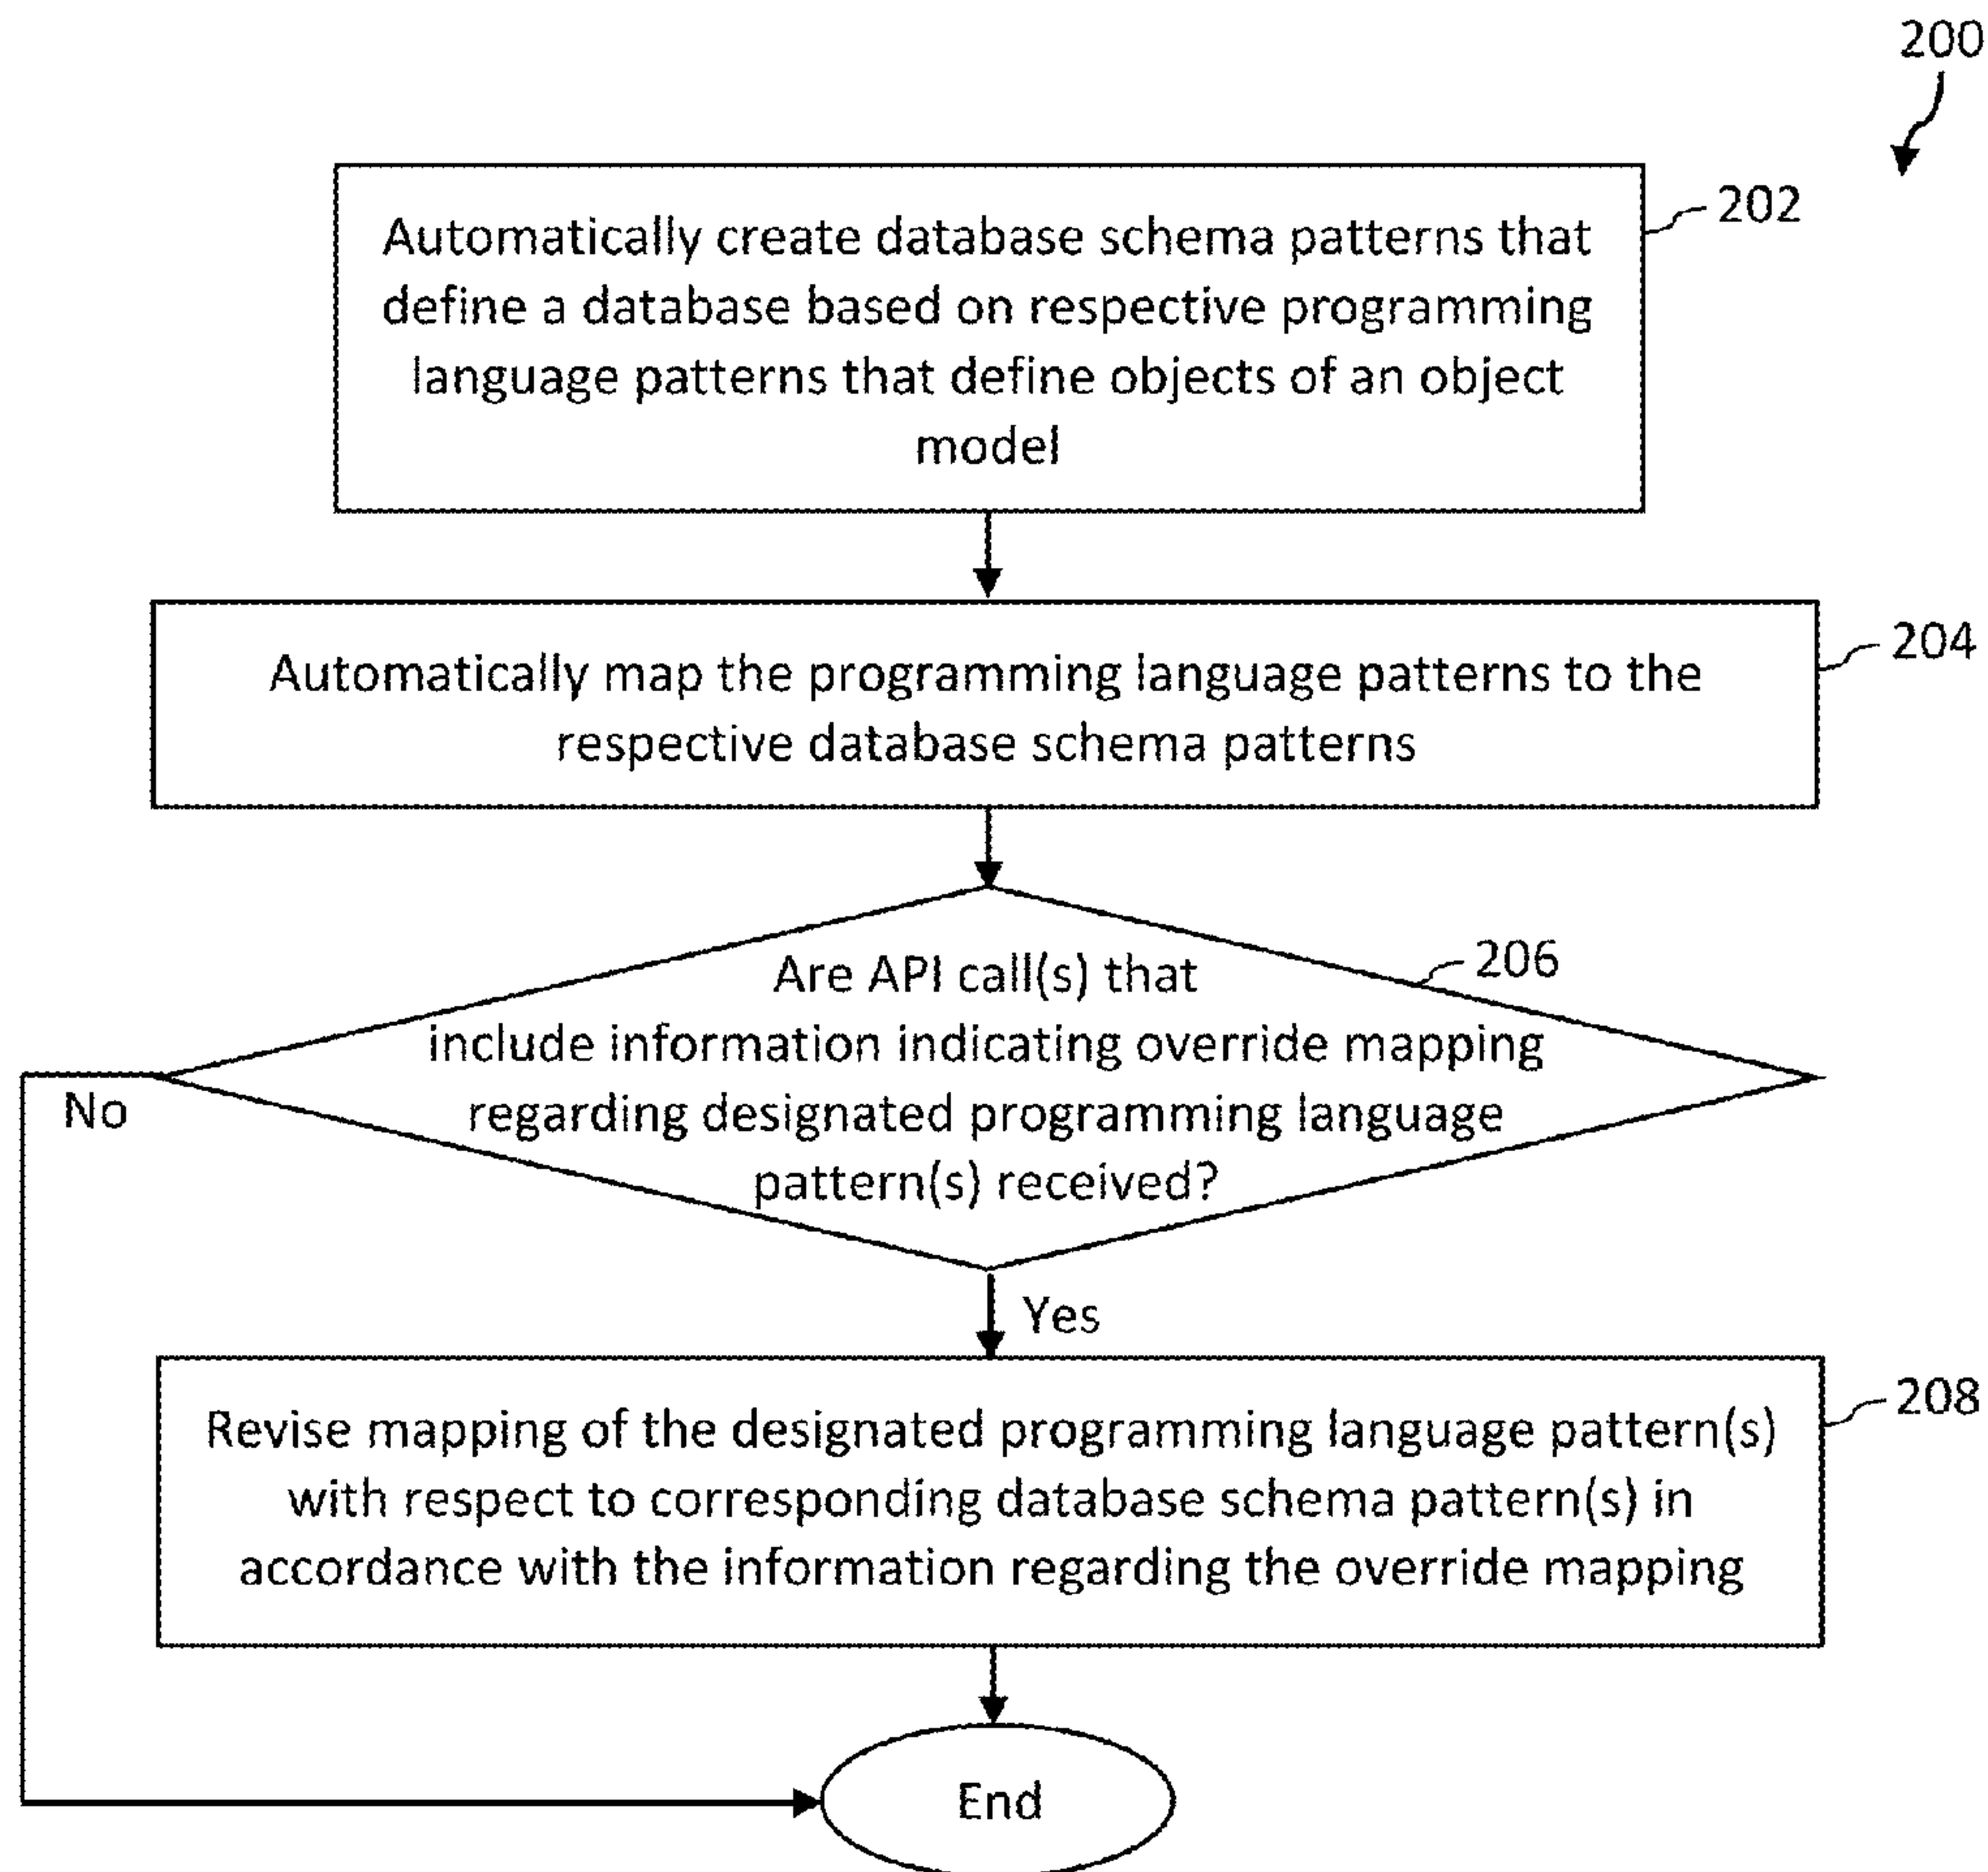 200
202
Automatically create database schema patterns that
define a database based on respective programming
language patterns that define objects of an object
model
204
Automatically map the programming language patterns to the
respective database schema patterns
206
Are API call(s) that
include information indicating override mapping
regarding designated programming language
pattern(s) received?
No
Yes
208
Revise mapping of the designated programming language pattern(s)
with respect to corresponding database schema pattern(s) in
accordance with the information regarding the override mapping
End